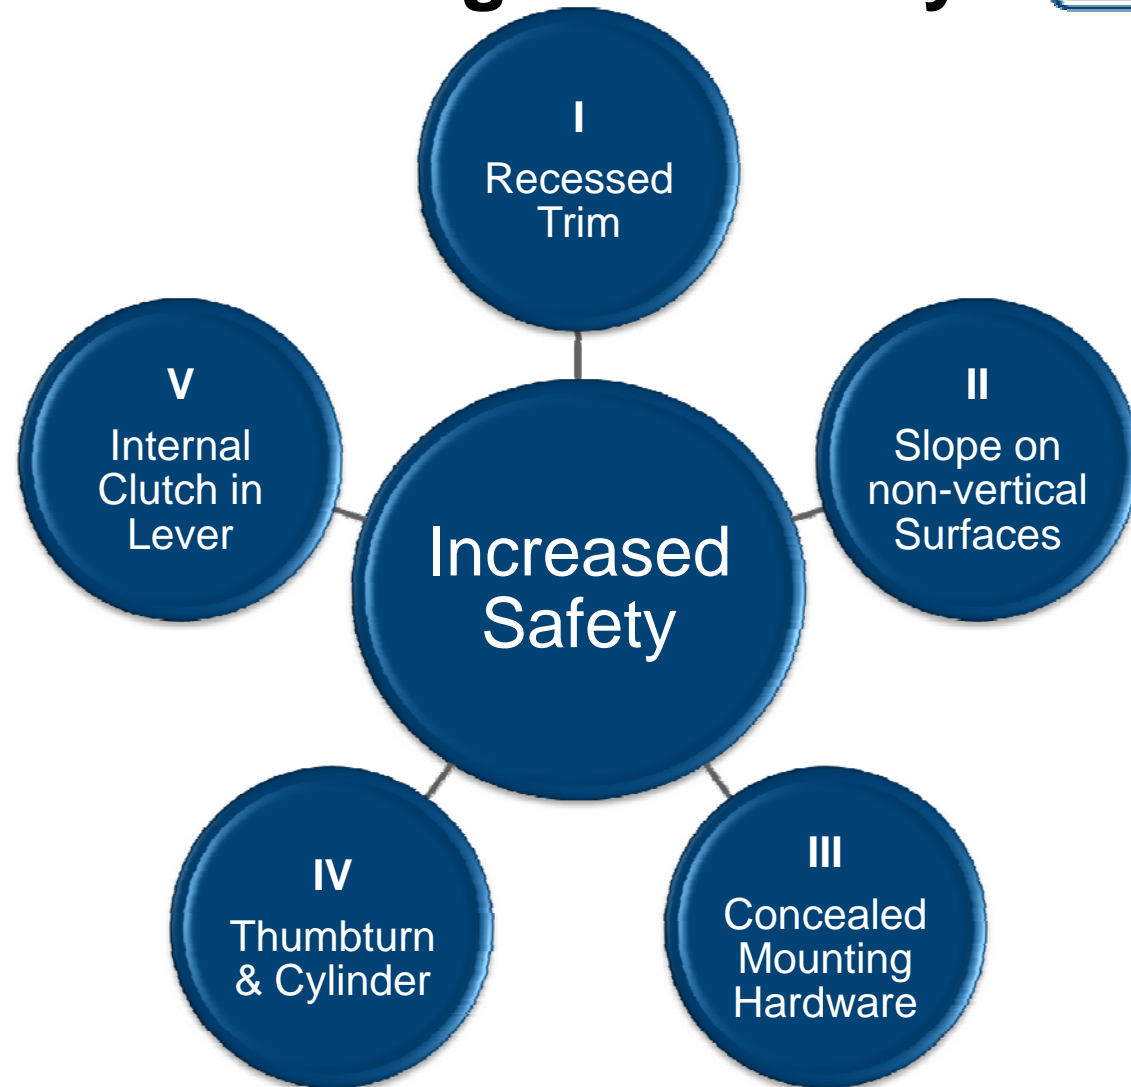 I
Recessed
Trim
II
Slope on
non-vertical
Surfaces
III
Concealed
Mounting
Hardware
IV
Thumbturn
& Cylinder
V
Internal
Clutch in
Lever
Increased
Safety